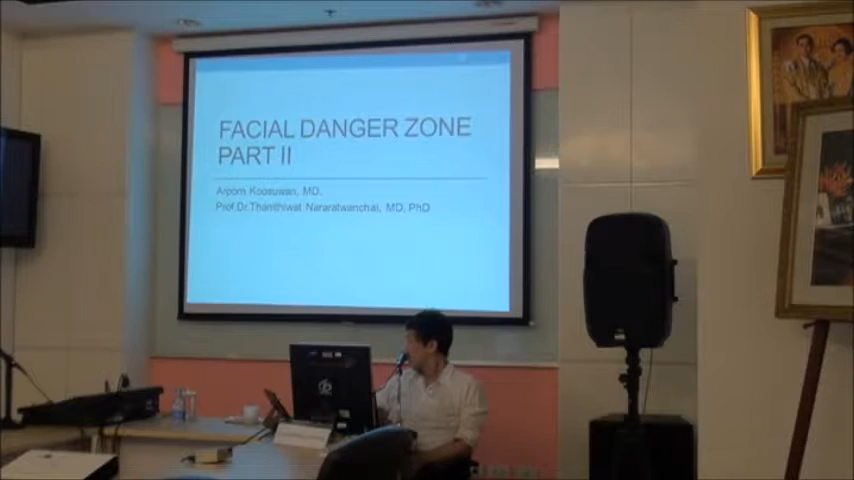 FACIAL DANGER ZONE
PART II
Arporn Koosuwan, MD.
Prof.Dr.Thanthiwat Nararatwanchai, MD, PhD